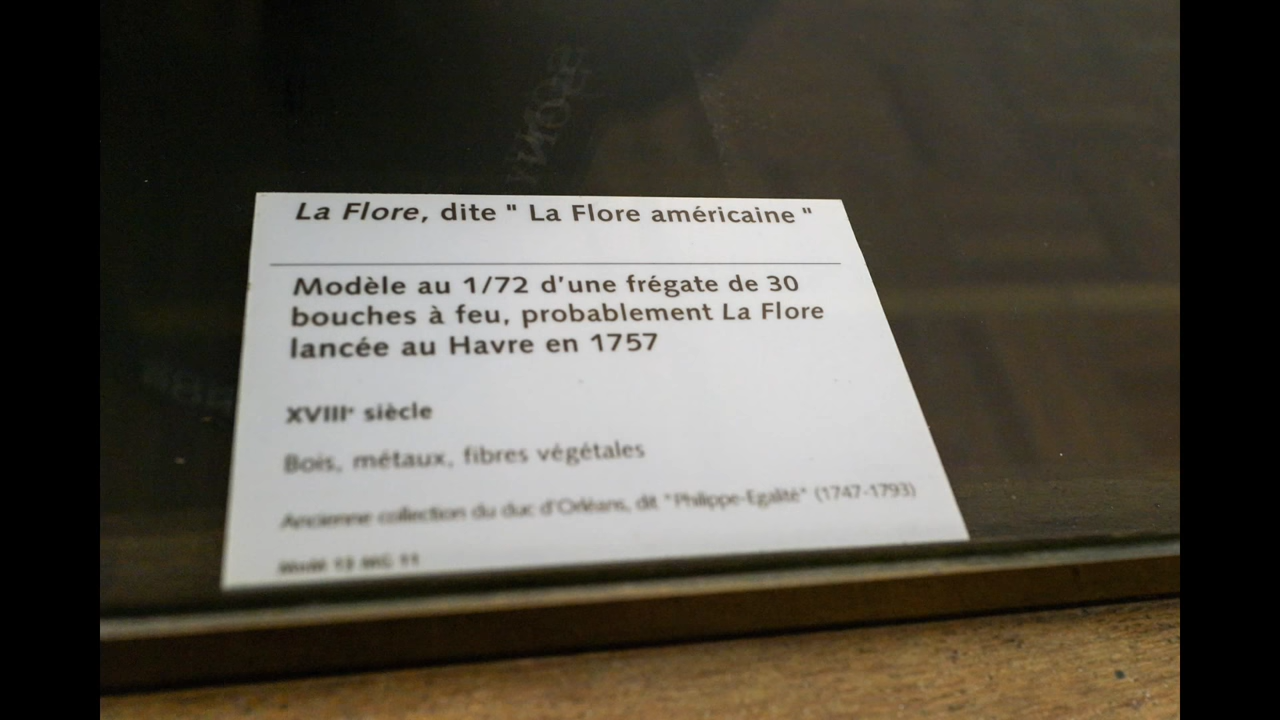 La Flore, dite " La Flore américaine "
Modèle au 1/72 d'une frégate de 30
bouches à feu, probablement La Flore
lancée au Havre en 1757
XVIIIe siècle
Bois, métaux, fibres végétales
Ancienne collection du duc d'Orléans, dit "Philippe-Egalité" (1747-1793)